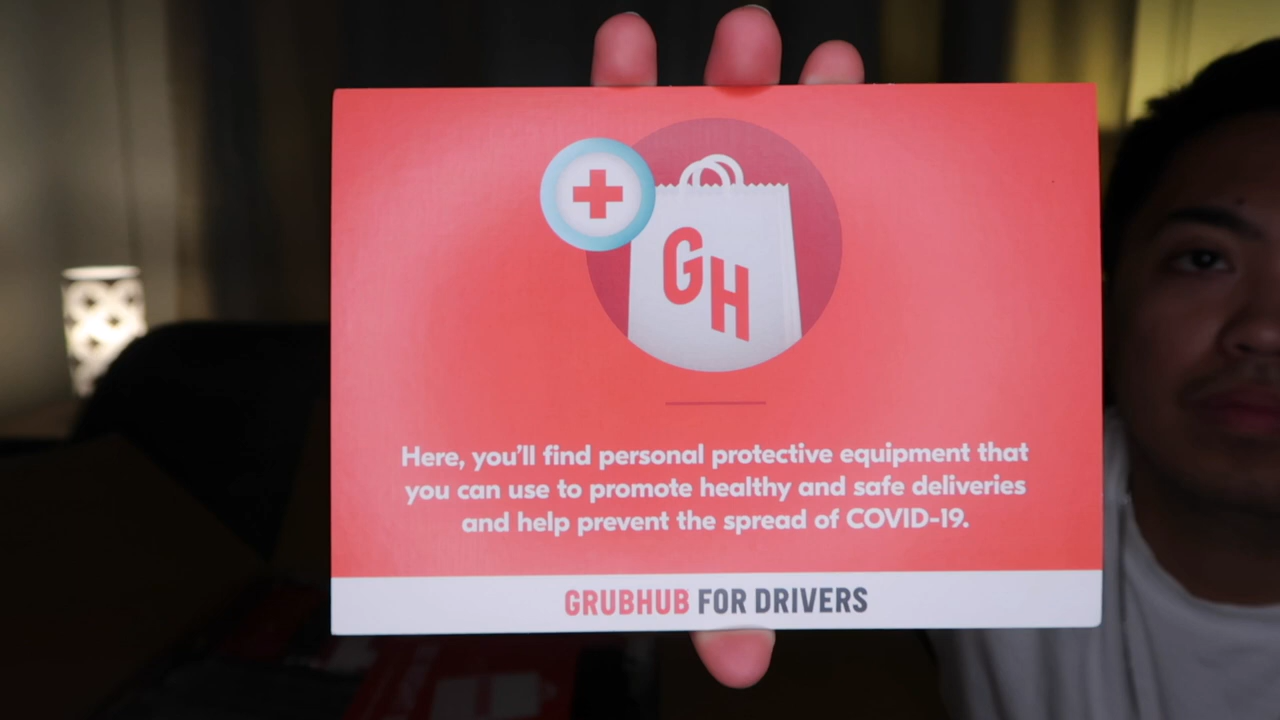 GH
Here, you'll find personal protective equipment that
you can use to promote healthy and safe deliveries
and help prevent the spread of COVID-19.
GRUBHUB FOR DRIVERS